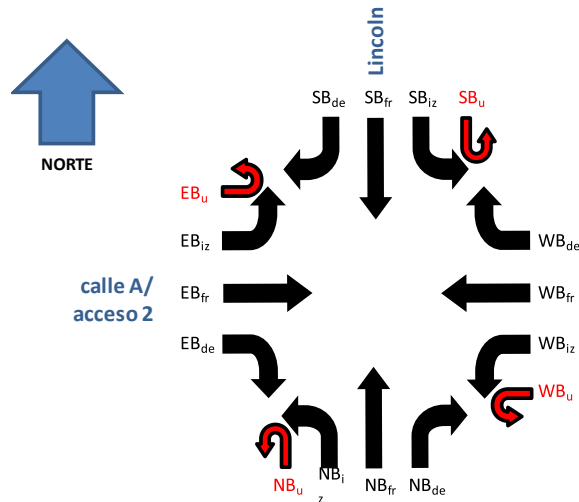 Lincoln
SBde SBfr SBiz SBu
NORTE
EBu
EBiz
WBde
calle A/
acceso 2
EBfr
WBfr
EBde
WBiz
WBu
NBu NBi
z
NBfr NBde